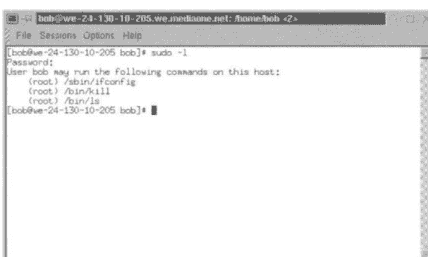 bob@we-24-130-10-205.we.mediaone.net: /home/bob <2>
File Sessions Options Help
[bob@we-24-130-10-205 bob]$ sudo -l
Password:
User bob may run the following commands on this host:
(root) /sbin/ifconfig
(root) /bin/kill
(root) /bin/ls
[bob@we-24-130-10-205 bob]$